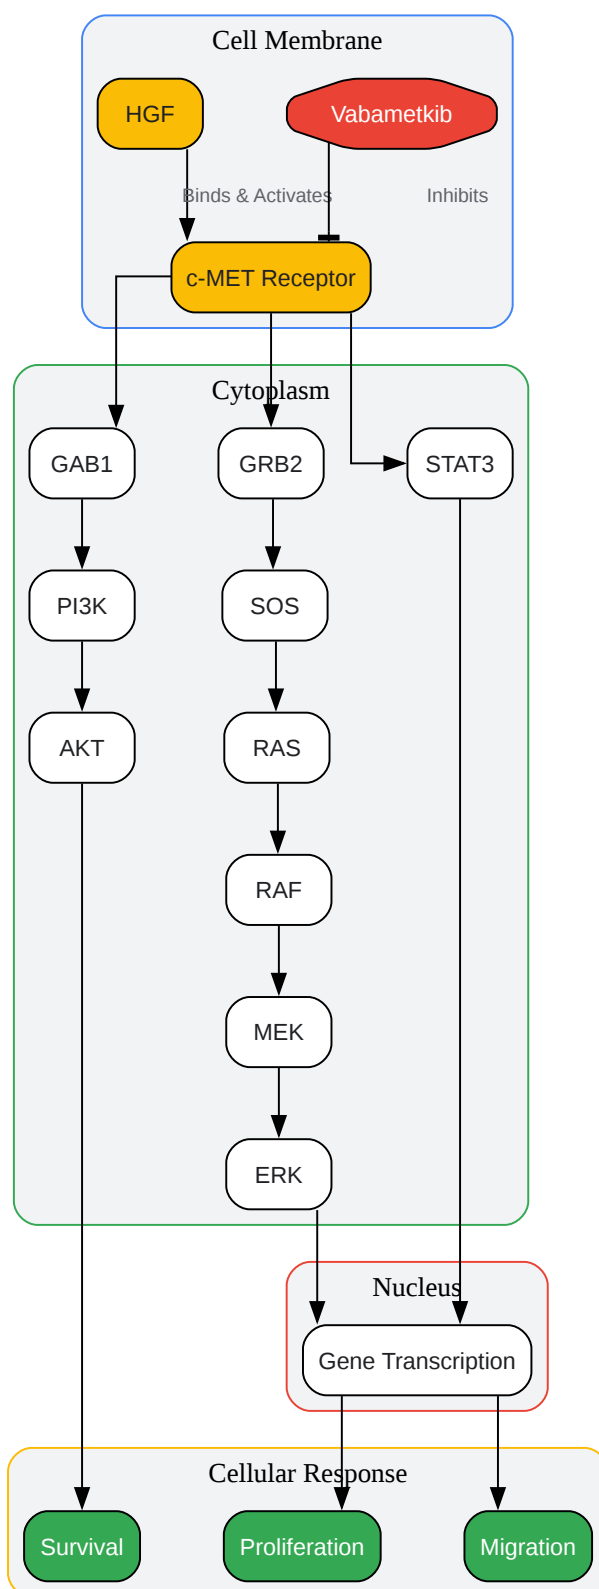 Cell Membrane
HGF
Vabametkib
Binds & Activates
Inhibits
c-MET Receptor
Cytoplasm
GAB1
GRB2
STAT3
PI3K
SOS
AKT
RAS
RAF
MEK
ERK
Nucleus
Gene Transcription
Cellular Response
Survival
Proliferation
Migration